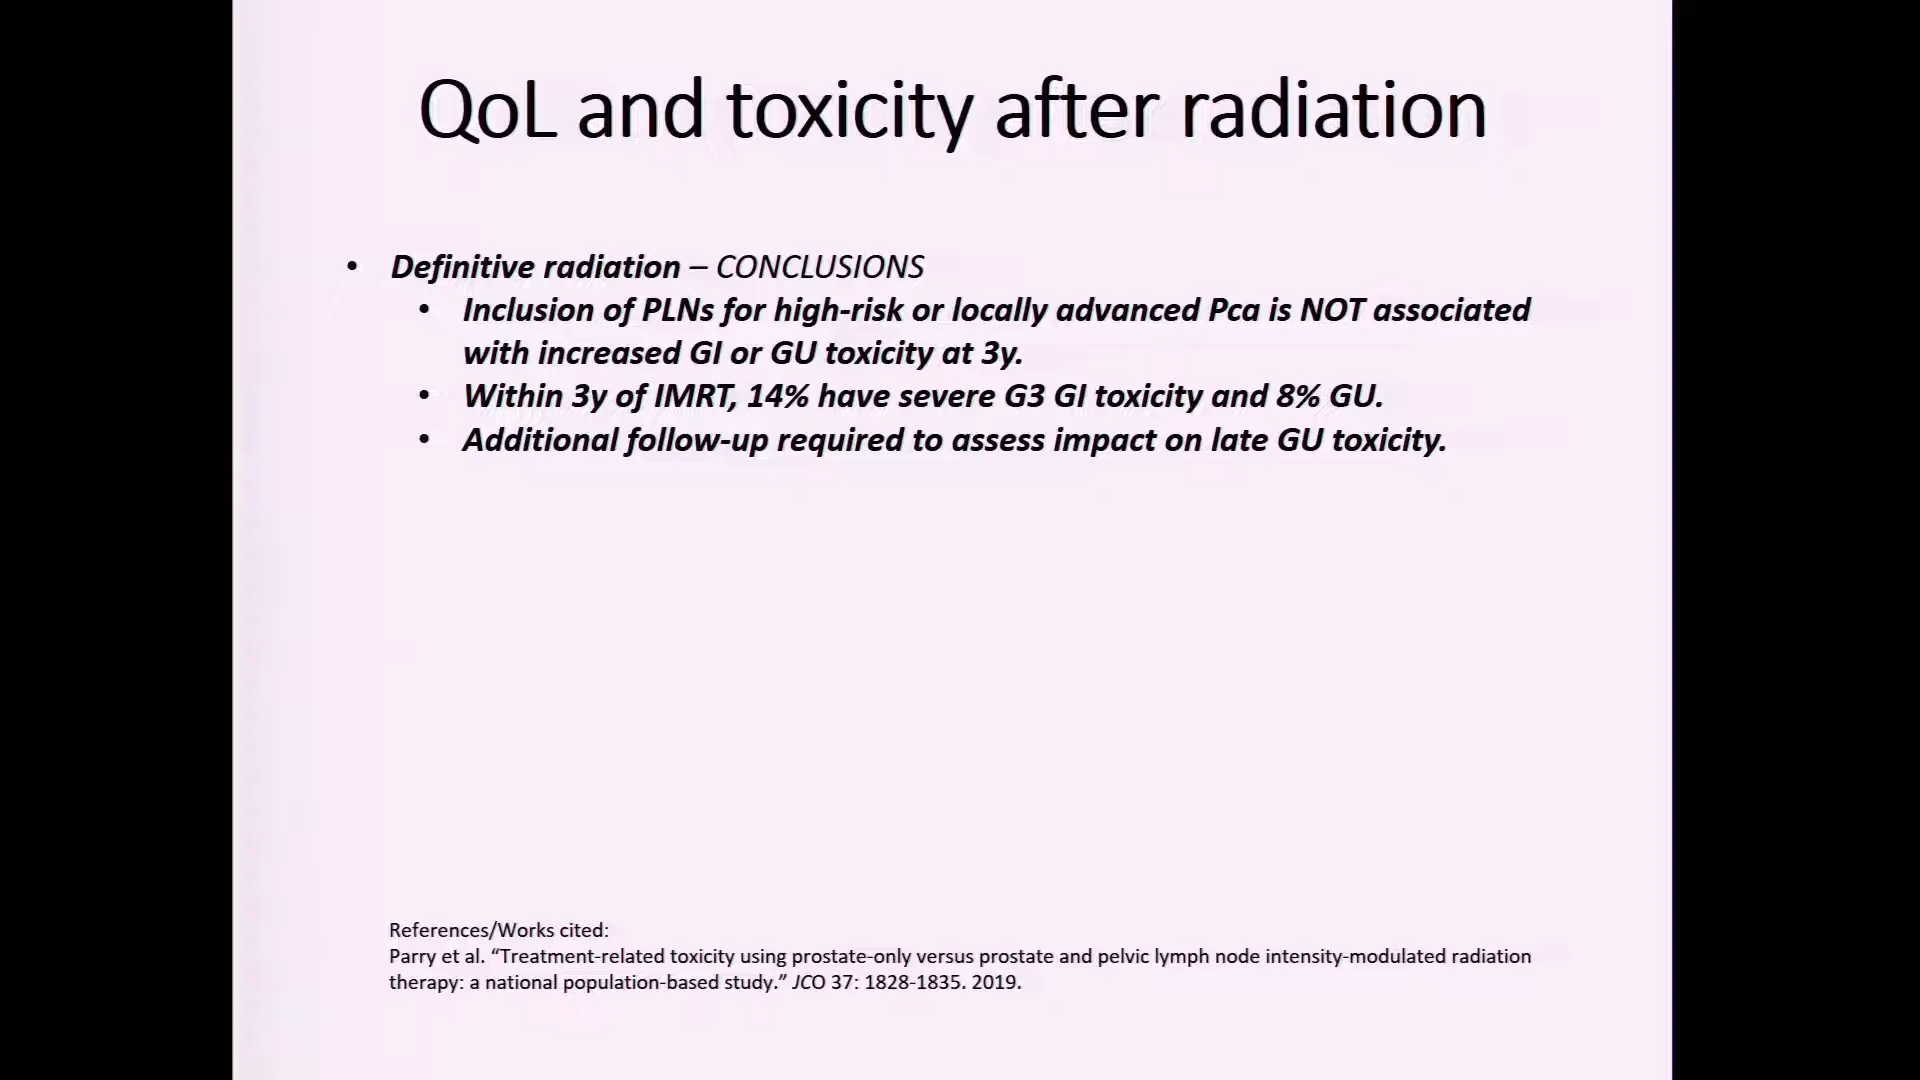 QoL and toxicity after radiation
• Definitive radiation – CONCLUSIONS
• Inclusion of PLNs for high-risk or locally advanced Pca is NOT associated
with increased GI or GU toxicity at 3y.
• Within 3y of IMRT, 14% have severe G3 GI toxicity and 8% GU.
• Additional follow-up required to assess impact on late GU toxicity.
References/Works cited:
Parry et al. “Treatment-related toxicity using prostate-only versus prostate and pelvic lymph node intensity-modulated radiation
therapy: a national population-based study.” JCO 37: 1828-1835. 2019.